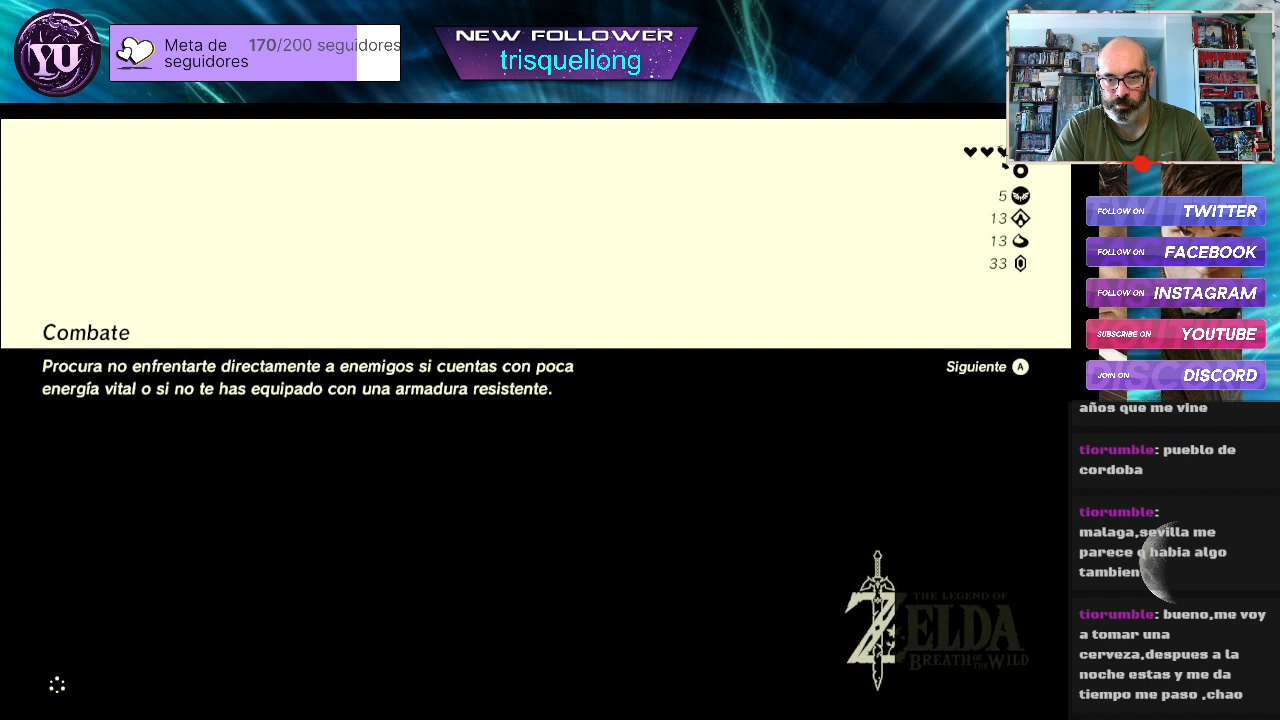 YU
Meta de seguidores
170/200 seguidores
NEW FOLLOWER
trisqueliong
5
13
13
33
Combate
Procura no enfrentarte directamente a enemigos si cuentas con poca
energía vital o si no te has equipado con una armadura resistente.
Siguiente A
THE LEGEND OF
ZELDA
BREATH OF THE WILD
FOLLOW ON TWITTER
FOLLOW ON FACEBOOK
FOLLOW ON INSTAGRAM
SUBSCRIBE ON YOUTUBE
JOIN ON DISCORD
años que me vine
tiorumble: pueblo de
cordoba
tiorumble:
malaga,sevilla me
parece q habia algo
tambien
tiorumble: bueno,me voy
a tomar una
cerveza,despues a la
noche estas y me da
tiempo me paso ,chao